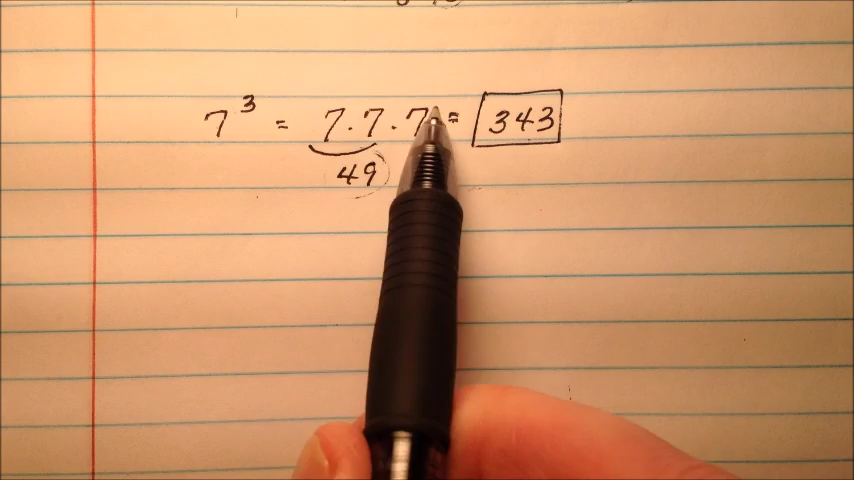 7³ = 7.7.7 = 343
49